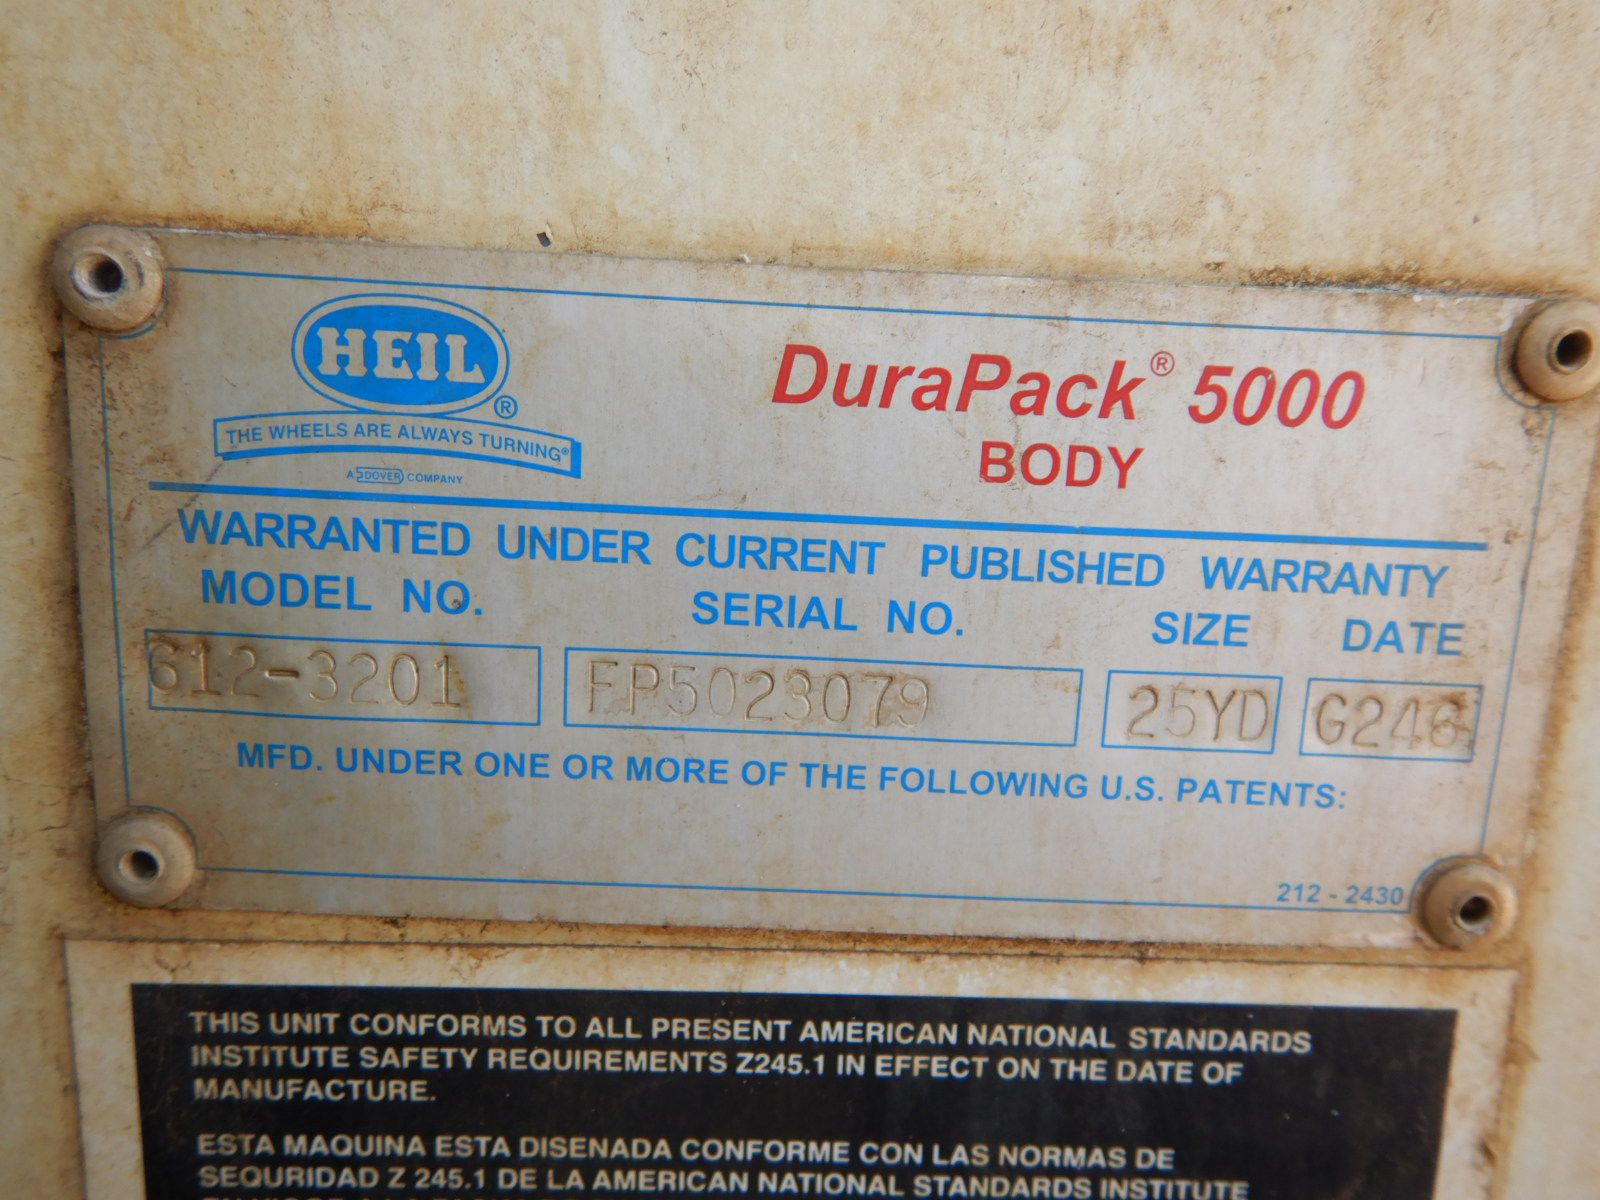 HEIL®
THE WHEELS ARE ALWAYS TURNING®
A DOVER COMPANY
DuraPack® 5000
BODY
WARRANTED UNDER CURRENT PUBLISHED WARRANTY
MODEL NO. SERIAL NO. SIZE DATE
612-3201 FP5023079 25YD G246
MFD. UNDER ONE OR MORE OF THE FOLLOWING U.S. PATENTS:
212 - 2430
THIS UNIT CONFORMS TO ALL PRESENT AMERICAN NATIONAL STANDARDS
INSTITUTE SAFETY REQUIREMENTS Z245.1 IN EFFECT ON THE DATE OF
MANUFACTURE.
ESTA MAQUINA ESTA DISENADA CONFORME CON LAS NORMAS DE
SEQURIDAD Z 245.1 DE LA AMERICAN NATIONAL STANDARDS INSTITUTE